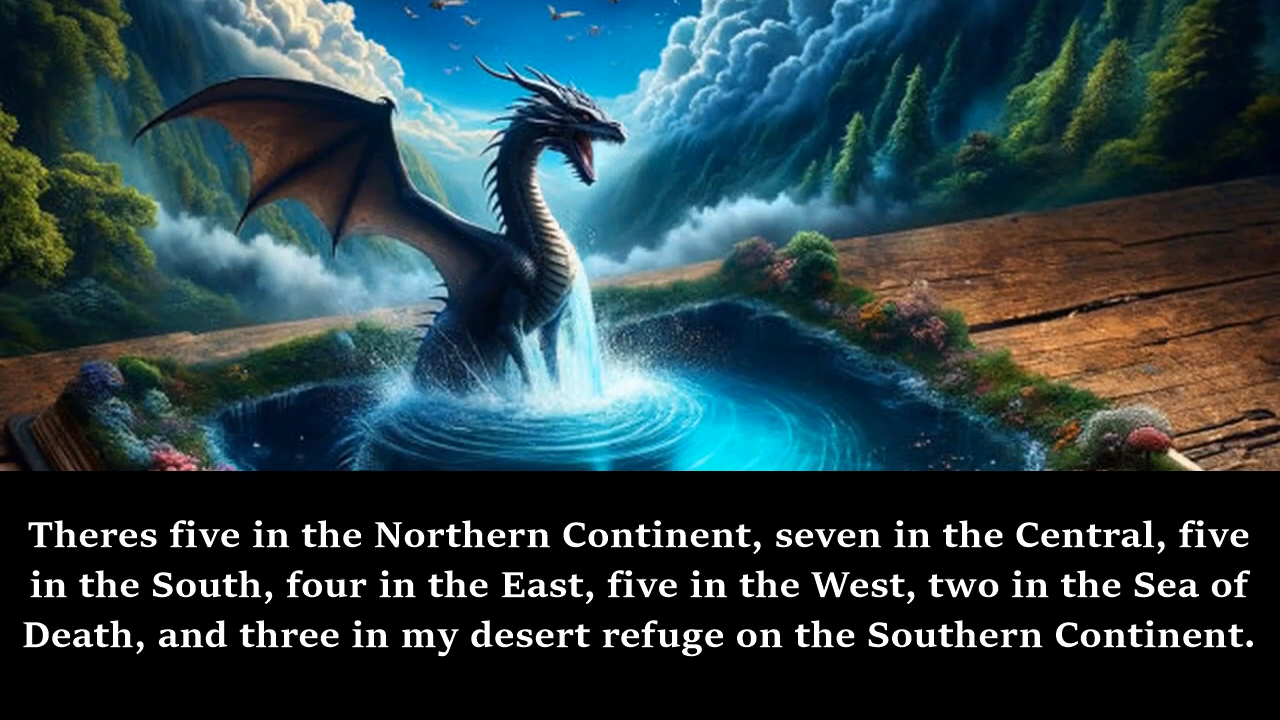 Theres five in the Northern Continent, seven in the Central, five
in the South, four in the East, five in the West, two in the Sea of
Death, and three in my desert refuge on the Southern Continent.